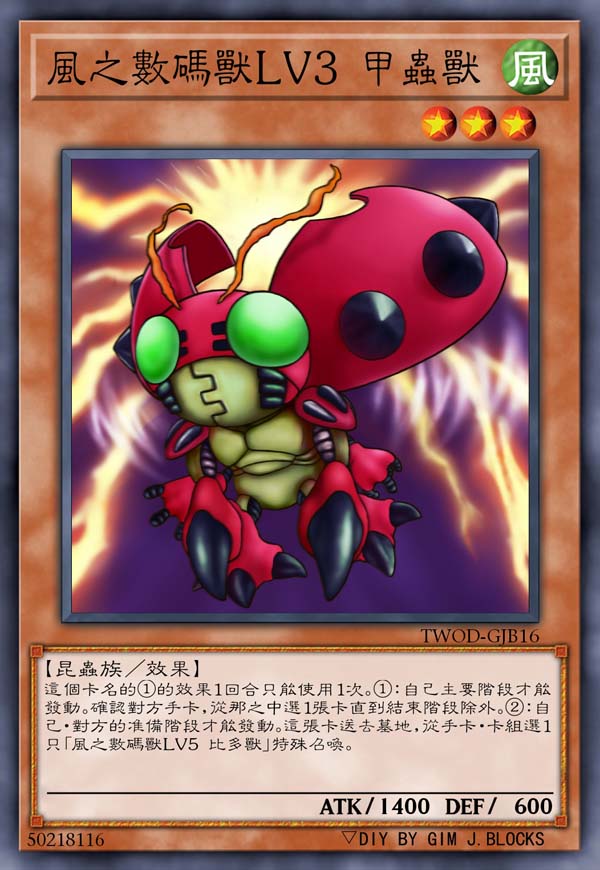 風之數碼獸LV3 甲蟲獸 風
TWOD-GJB16
【昆蟲族／效果】
這個卡名的①的效果1回合只能使用1次。①：自己主要階段才能
發動。確認對方手卡，從那之中選1張卡直到結束階段除外。②：自
己·對方的准備階段才能發動。這張卡送去墓地，從手卡·卡組選1
只「風之數碼獸LV5 比多獸」特殊召喚。
ATK/1400 DEF/ 600
50218116 ▽DIY BY GIM J.BLOCKS